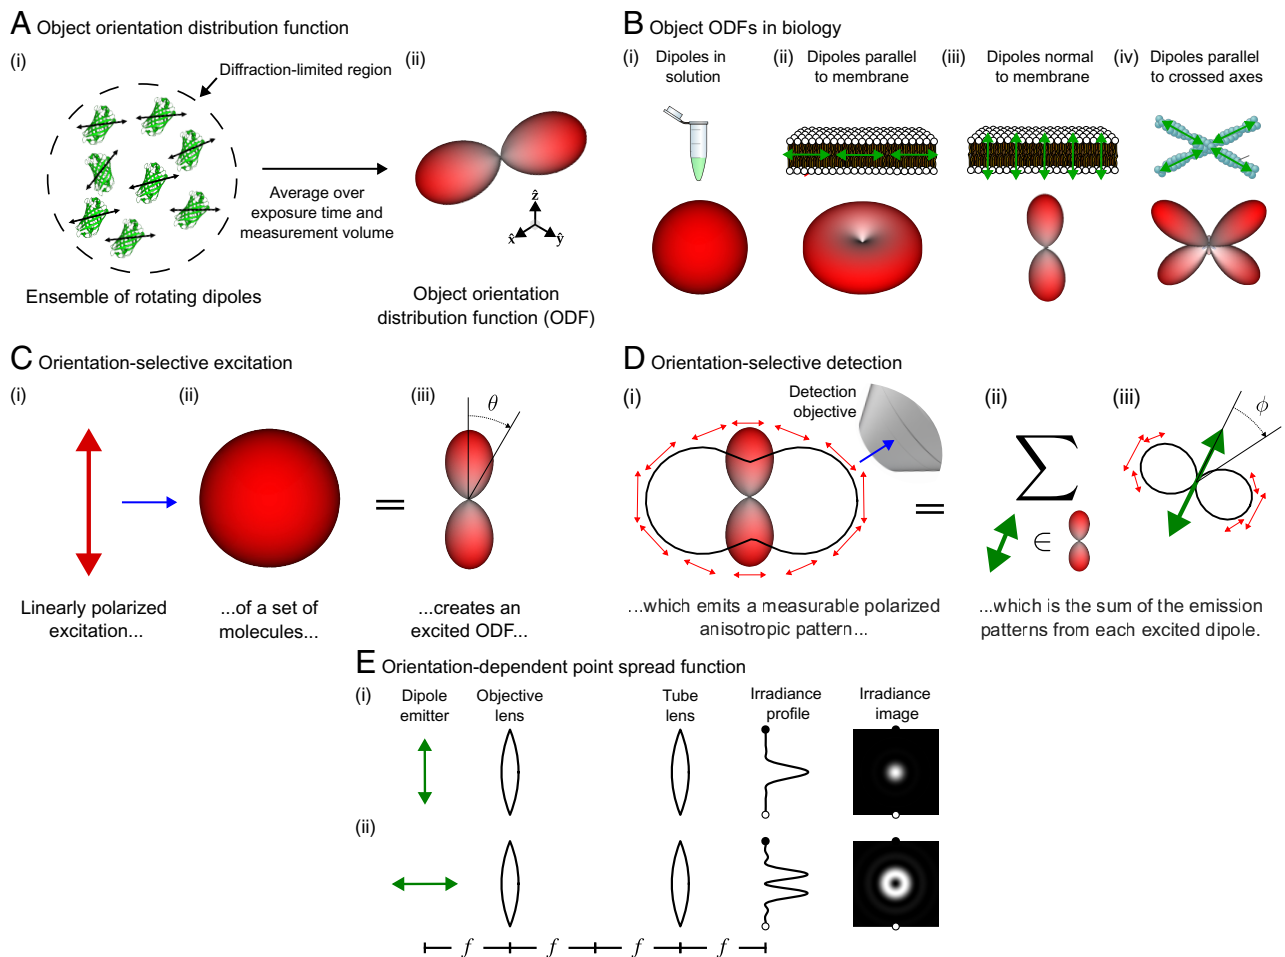 A Object orientation distribution function
(i)
Diffraction-limited region
(ii)
Average over
exposure time and
measurement volume
ẑ
x̂
ŷ
Ensemble of rotating dipoles
Object orientation
distribution function (ODF)
B Object ODFs in biology
(i) Dipoles in
solution
(ii) Dipoles parallel
to membrane
(iii) Dipoles normal
to membrane
(iv) Dipoles parallel
to crossed axes
C Orientation-selective excitation
(i)
(ii)
(iii)
θ
=
Linearly polarized
excitation...
...of a set of
molecules...
...creates an
excited ODF...
D Orientation-selective detection
(i)
Detection
objective
=
(ii)
∑
∈
(iii)
ϕ
...which emits a measurable polarized
anisotropic pattern...
...which is the sum of the emission
patterns from each excited dipole.
E Orientation-dependent point spread function
(i)
Dipole
emitter
Objective
lens
Tube
lens
Irradiance
profile
Irradiance
image
(ii)
f f f f